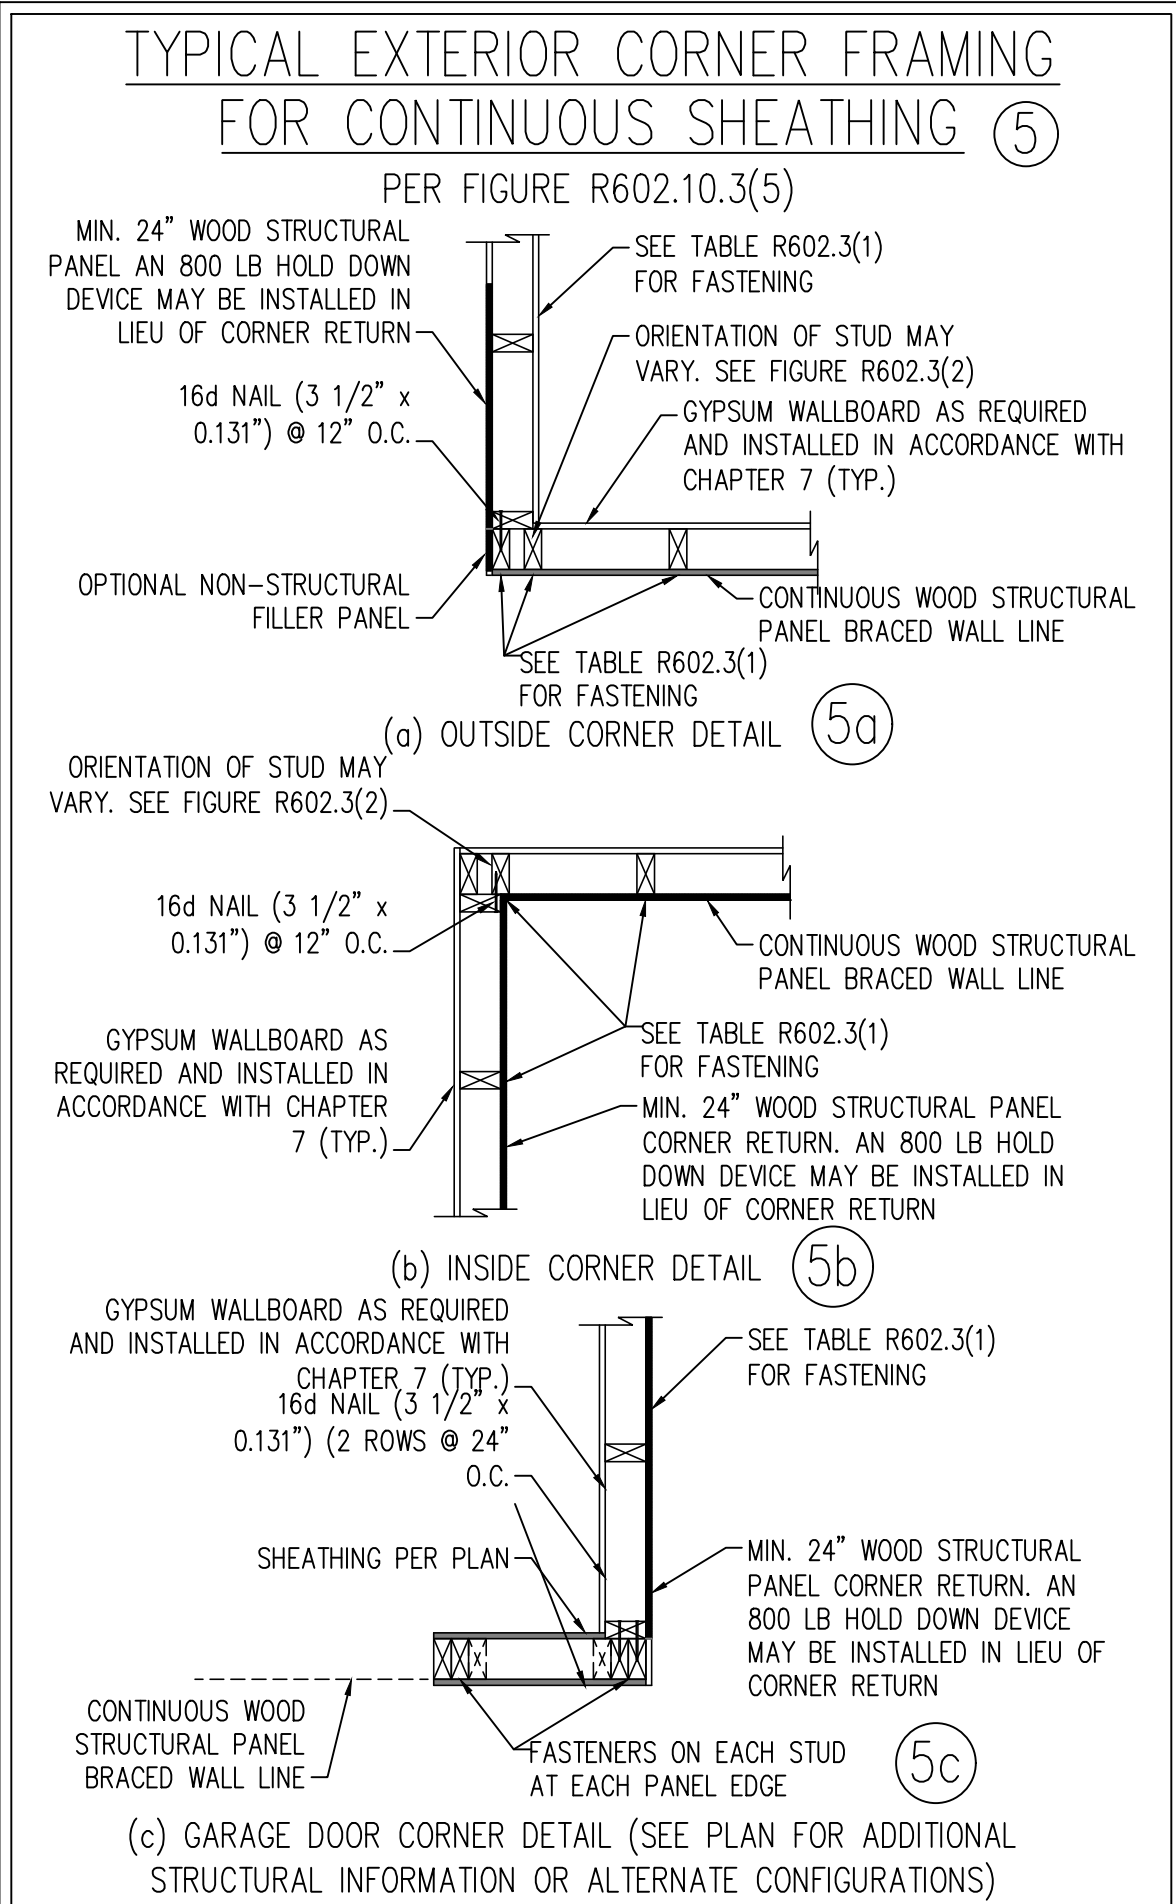 TYPICAL EXTERIOR CORNER FRAMING
FOR CONTINUOUS SHEATHING
5
PER FIGURE R602.10.3(5)
MIN. 24” WOOD STRUCTURAL
PANEL AN 800 LB HOLD DOWN
DEVICE MAY BE INSTALLED IN
LIEU OF CORNER RETURN
16d NAIL (3 1/2” x
0.131”) @ 12” O.C.
OPTIONAL NON-STRUCTURAL
FILLER PANEL
SEE TABLE R602.3(1)
FOR FASTENING
ORIENTATION OF STUD MAY
VARY. SEE FIGURE R602.3(2)
GYPSUM WALLBOARD AS REQUIRED
AND INSTALLED IN ACCORDANCE WITH
CHAPTER 7 (TYP.)
CONTINUOUS WOOD STRUCTURAL
PANEL BRACED WALL LINE
SEE TABLE R602.3(1)
FOR FASTENING
(a) OUTSIDE CORNER DETAIL
5a
ORIENTATION OF STUD MAY
VARY. SEE FIGURE R602.3(2)
16d NAIL (3 1/2” x
0.131”) @ 12” O.C.
GYPSUM WALLBOARD AS
REQUIRED AND INSTALLED IN
ACCORDANCE WITH CHAPTER
7 (TYP.)
CONTINUOUS WOOD STRUCTURAL
PANEL BRACED WALL LINE
SEE TABLE R602.3(1)
FOR FASTENING
MIN. 24” WOOD STRUCTURAL PANEL
CORNER RETURN. AN 800 LB HOLD
DOWN DEVICE MAY BE INSTALLED IN
LIEU OF CORNER RETURN
(b) INSIDE CORNER DETAIL
5b
GYPSUM WALLBOARD AS REQUIRED
AND INSTALLED IN ACCORDANCE WITH
CHAPTER 7 (TYP.)
16d NAIL (3 1/2” x
0.131”) (2 ROWS @ 24”
O.C.
SHEATHING PER PLAN
CONTINUOUS WOOD
STRUCTURAL PANEL
BRACED WALL LINE
SEE TABLE R602.3(1)
FOR FASTENING
MIN. 24” WOOD STRUCTURAL
PANEL CORNER RETURN. AN
800 LB HOLD DOWN DEVICE
MAY BE INSTALLED IN LIEU OF
CORNER RETURN
FASTENERS ON EACH STUD
AT EACH PANEL EDGE
5c
(c) GARAGE DOOR CORNER DETAIL (SEE PLAN FOR ADDITIONAL
STRUCTURAL INFORMATION OR ALTERNATE CONFIGURATIONS)